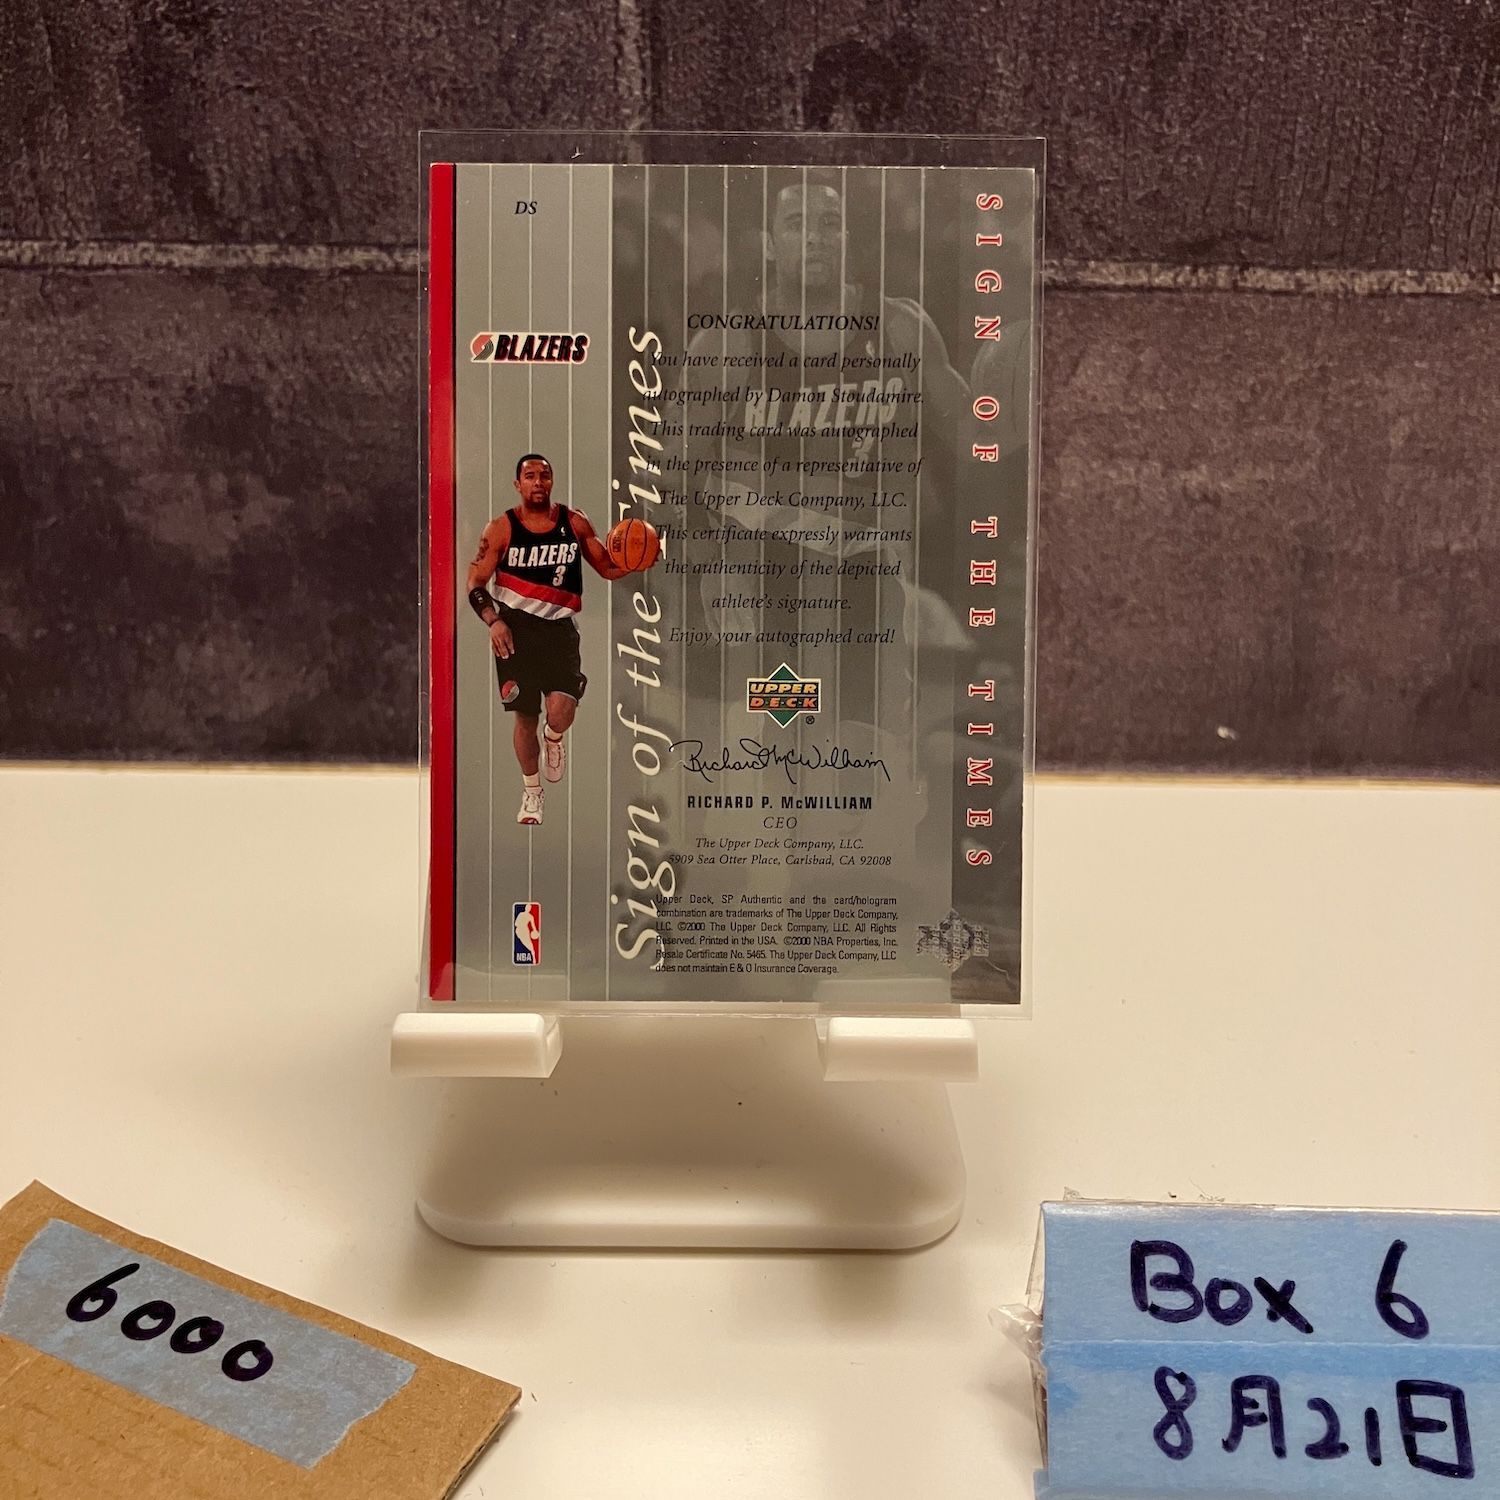 DS
BLAZERS
BLAZERS
3
NBA
Sign of the Times
BLAZERS
3
CONGRATULATIONS!
You have received a card personally
autographed by Damon Stoudamire.
This trading card was autographed
in the presence of a representative of
The Upper Deck Company, LLC.
This certificate expressly warrants
the authenticity of the depicted
athlete's signature.
Enjoy your autographed card!
UPPER
D·E·C·K
®
Richard McWilliam
RICHARD P. McWILLIAM
CEO
The Upper Deck Company, LLC.
5909 Sea Otter Place, Carlsbad, CA 92008
Upper Deck, SP Authentic and the card/hologram
combination are trademarks of The Upper Deck Company,
LLC. ©2000 The Upper Deck Company, LLC. All Rights
Reserved. Printed in the USA. ©2000 NBA Properties, Inc.
Resale Certificate No. 5465. The Upper Deck Company, LLC
does not maintain E & O Insurance Coverage.
SIGN OF THE TIMES
6000
Box 6
8月21日